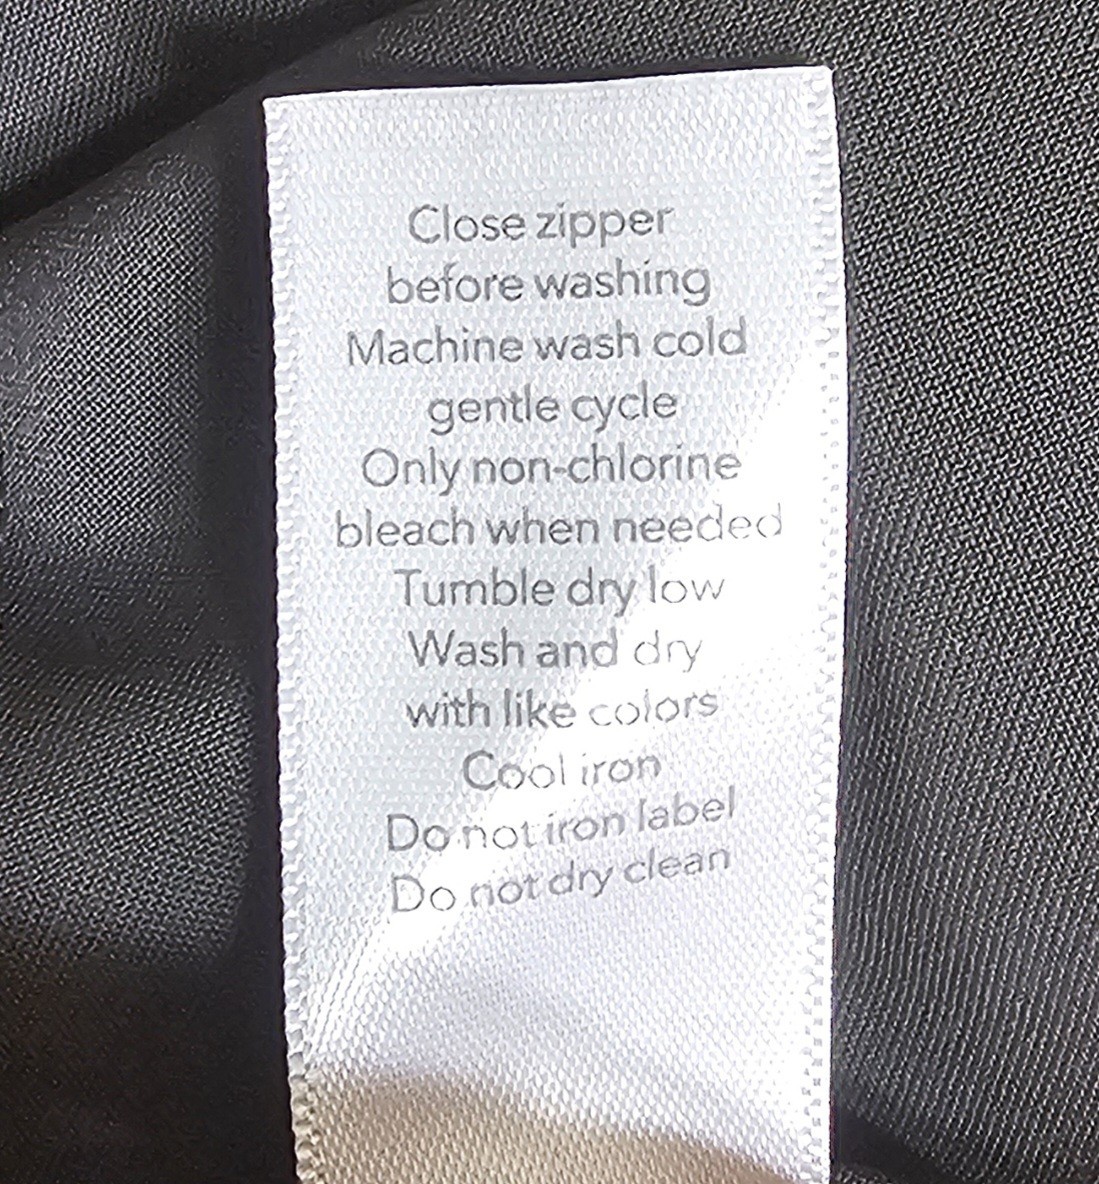 Close zipper
before washing
Machine wash cold
gentle cycle
Only non-chlorine
bleach when needed
Tumble dry low
Wash and dry
with like colors
Cool iron
Do not iron label
Do not dry clean